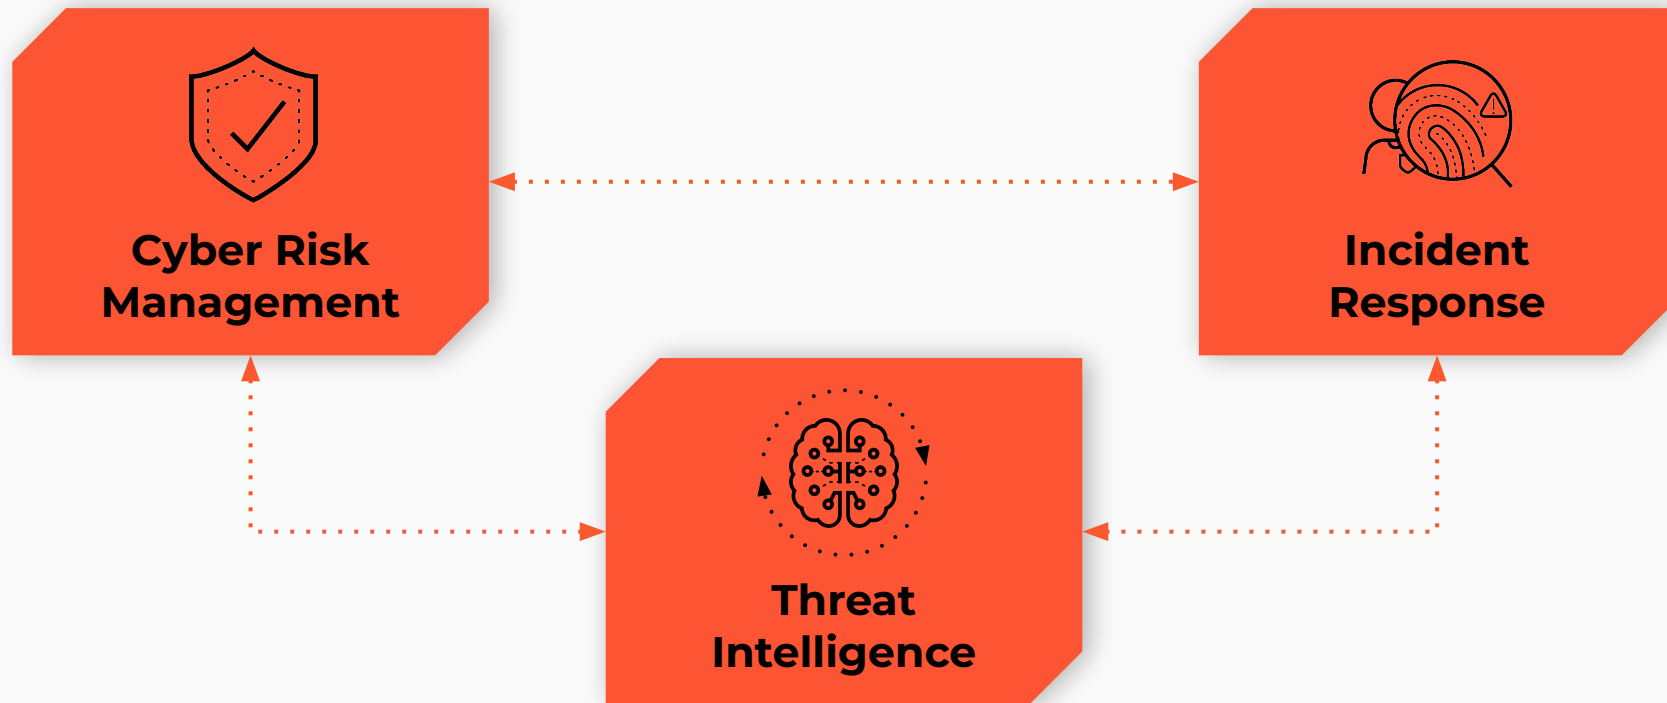 Cyber Risk
Management
Incident
Response
Threat
Intelligence